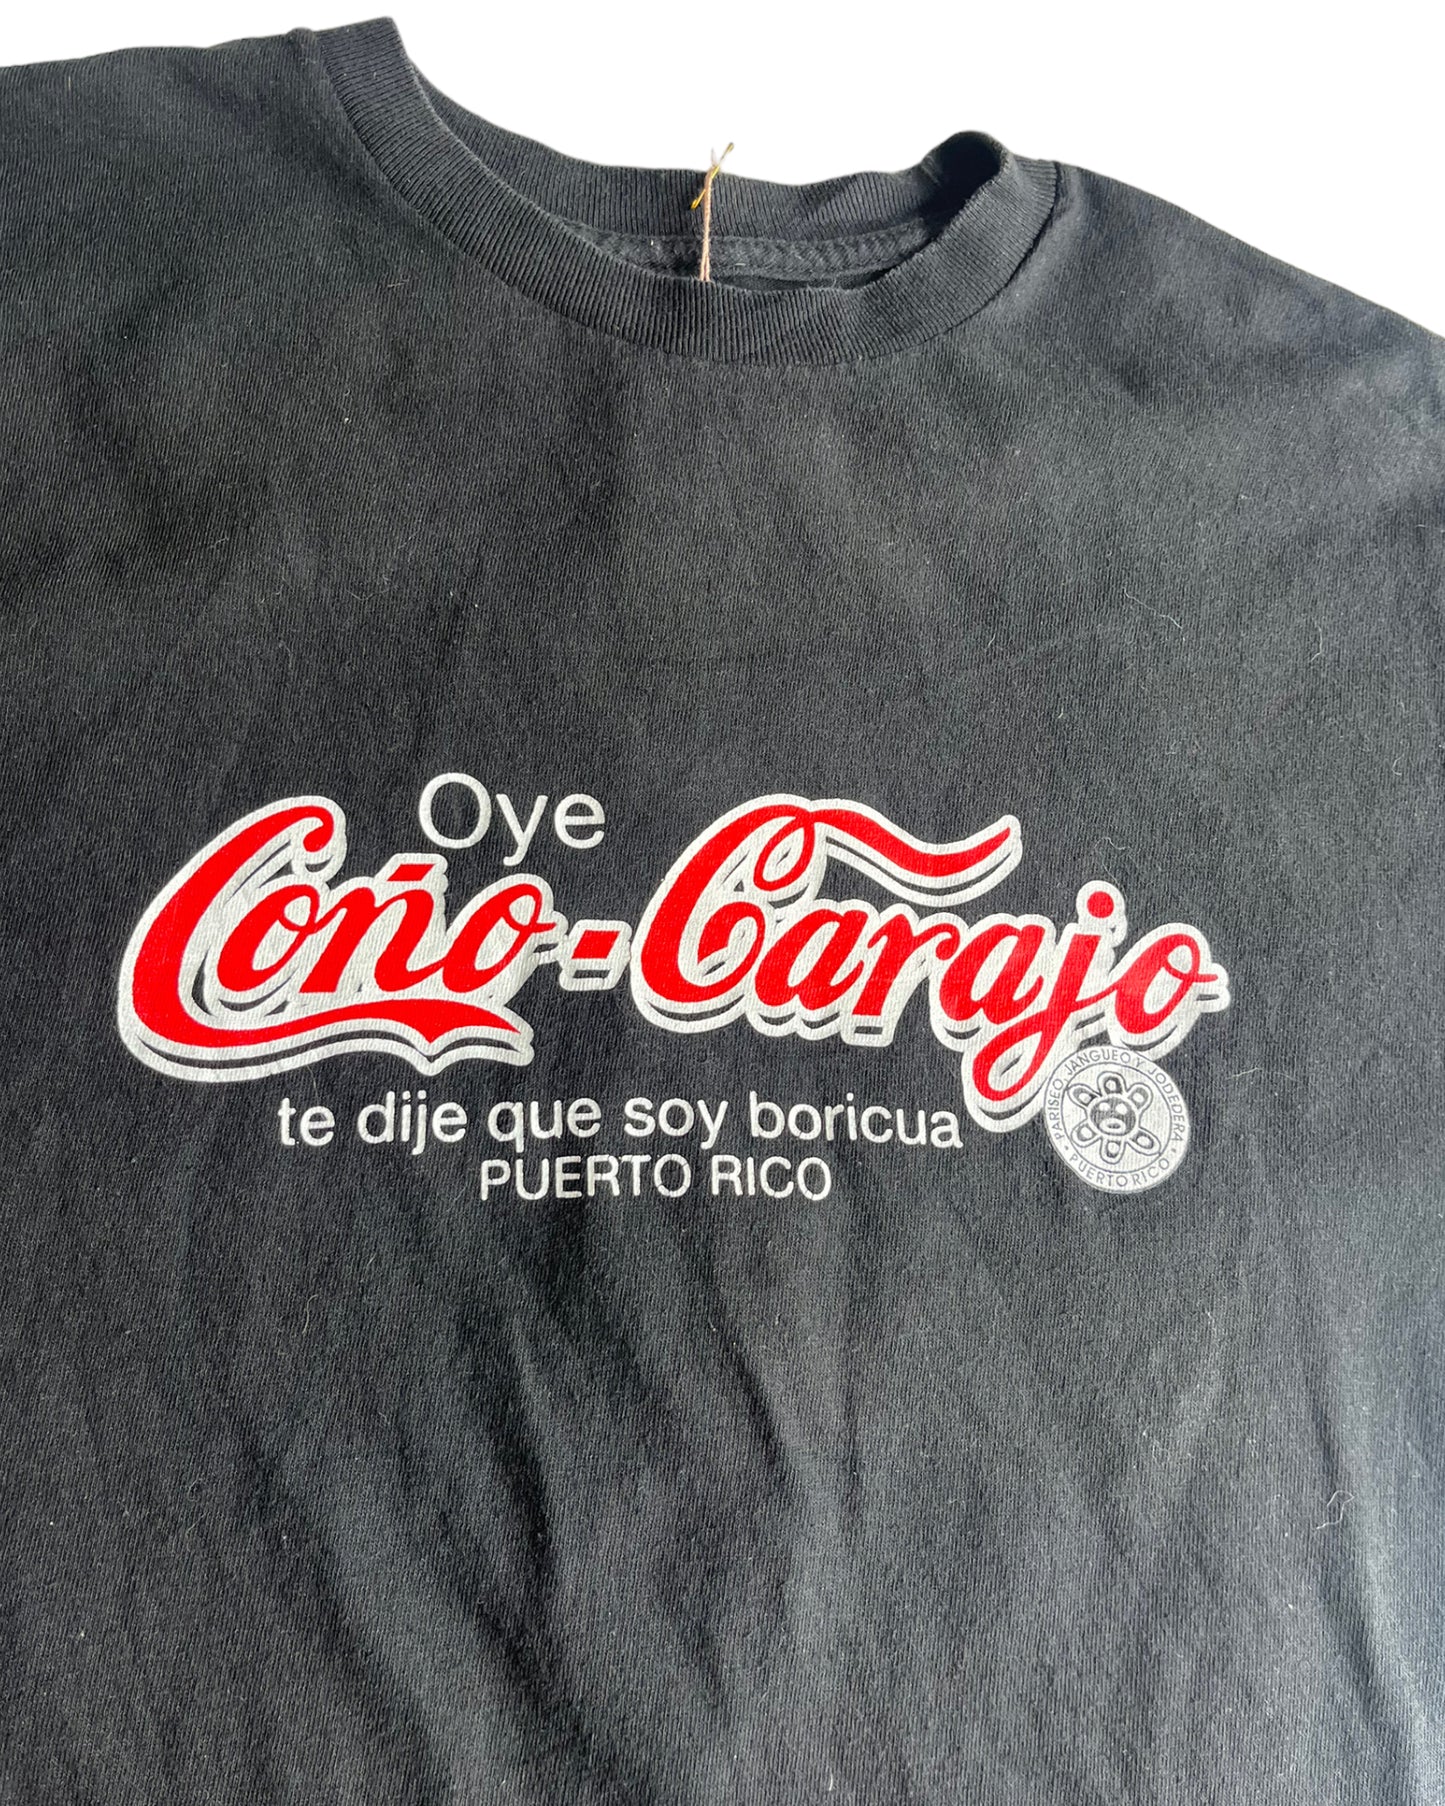 Oye
Coño-Carajo
te dije que soy boricua
PUERTO RICO
• PARISEO, JANGUEO Y JODEDERA •
PUERTO RICO